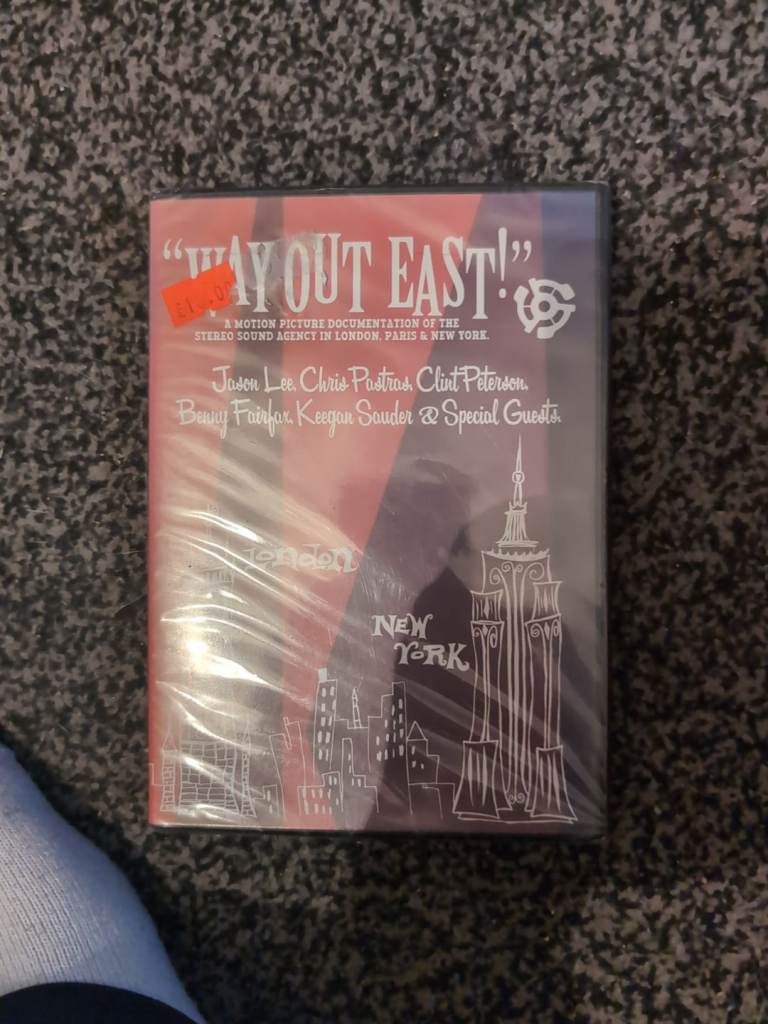 "WAY OUT EAST!"
A MOTION PICTURE DOCUMENTATION OF THE
STEREO SOUND AGENCY IN LONDON, PARIS & NEW YORK.
Jason Lee, Chris Pastras, Clint Peterson,
Benny Fairfax, Keegan Sauder & Special Guests.
London
NEW
YORK